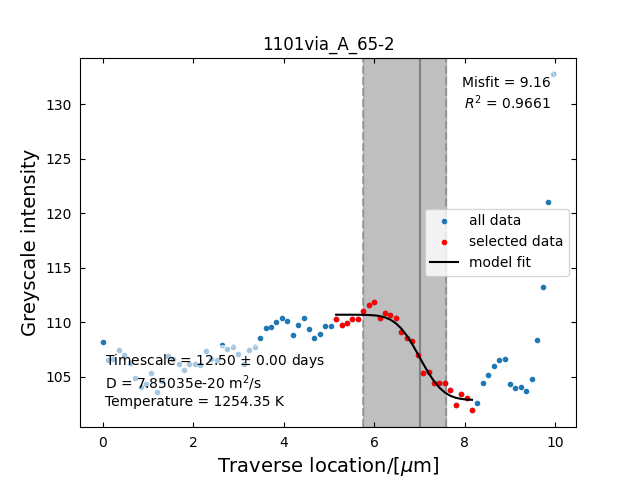 1101via_A_65-2
Misfit = 9.16
R² = 0.9661
all data
selected data
model fit
Timescale = 12.50 ± 0.00 days
D = 7.85035e-20 m²/s
Temperature = 1254.35 K
Greyscale intensity
130
125
120
115
110
105
0 2 4 6 8 10
Traverse location/[μm]